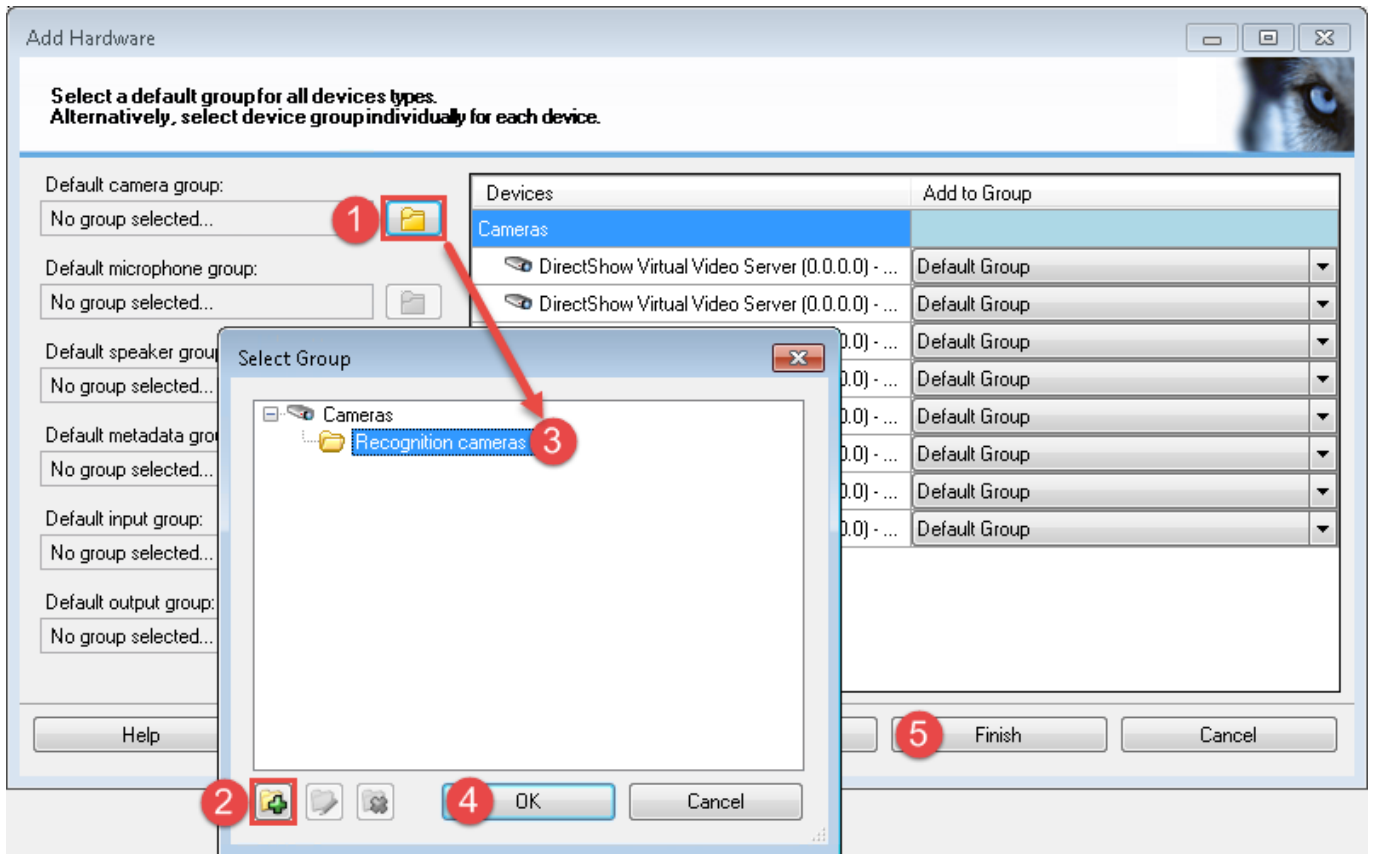 Add Hardware
Select a default group for all devices types.
Alternatively, select device group individually for each device.
Default camera group:
No group selected...
1
Default microphone group:
No group selected...
Default speaker group
No group selected...
Default metadata gro
No group selected...
Default input group:
No group selected...
Default output group:
No group selected...
Devices Add to Group
Cameras
DirectShow Virtual Video Server (0.0.0.0) - ... Default Group
DirectShow Virtual Video Server (0.0.0.0) - ... Default Group
0.0) - ... Default Group
0.0) - ... Default Group
0.0) - ... Default Group
0.0) - ... Default Group
0.0) - ... Default Group
0.0) - ... Default Group
Select Group
Cameras
Recognition cameras 3
2
4 OK
Cancel
Help
5 Finish
Cancel